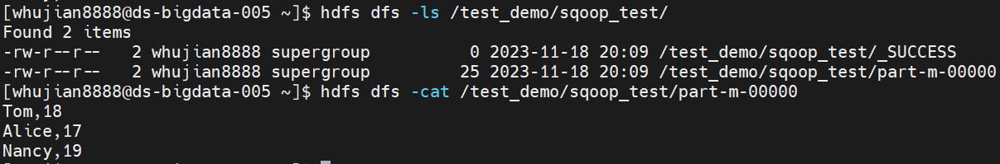 [whujian8888@ds-bigdata-005 ~]$ hdfs dfs -ls /test_demo/sqoop_test/
Found 2 items
-rw-r--r--   2 whujian8888 supergroup          0 2023-11-18 20:09 /test_demo/sqoop_test/_SUCCESS
-rw-r--r--   2 whujian8888 supergroup         25 2023-11-18 20:09 /test_demo/sqoop_test/part-m-00000
[whujian8888@ds-bigdata-005 ~]$ hdfs dfs -cat /test_demo/sqoop_test/part-m-00000
Tom,18
Alice,17
Nancy,19